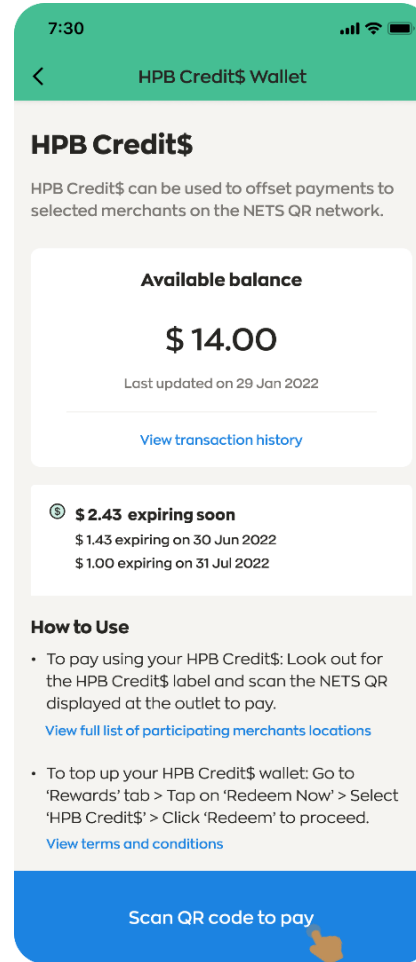 7:30
HPB Credit$ Wallet
HPB Credit$
HPB Credit$ can be used to offset payments to
selected merchants on the NETS QR network.
Available balance
$ 14.00
Last updated on 29 Jan 2022
View transaction history
$ 2.43 expiring soon
$ 1.43 expiring on 30 Jun 2022
$ 1.00 expiring on 31 Jul 2022
How to Use
• To pay using your HPB Credit$: Look out for
the HPB Credit$ label and scan the NETS QR
displayed at the outlet to pay.
View full list of participating merchants locations
• To top up your HPB Credit$ wallet: Go to
‘Rewards’ tab > Tap on ‘Redeem Now’ > Select
‘HPB Credit$’ > Click ‘Redeem’ to proceed.
View terms and conditions
Scan QR code to pay